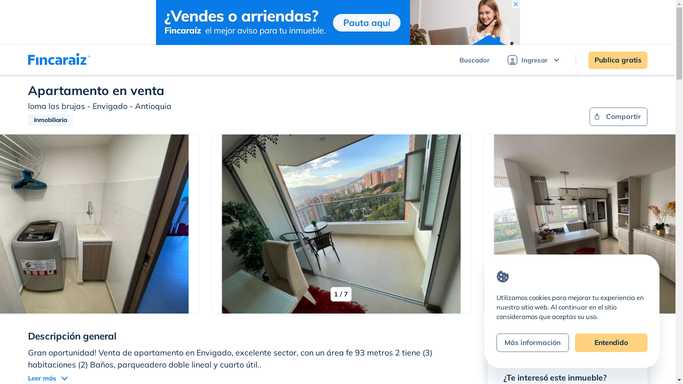 ¿Vendes o arriendas?
Fincaraíz el mejor aviso para tu inmueble.
Pauta aquí
Fincaraíz
Buscador
Ingresar
Publica gratis
Apartamento en venta
loma las brujas - Envigado - Antioquia
Inmobiliaria
Compartir
1 / 7
Utilizamos cookies para mejorar tu experiencia en
nuestro sitio web. Al continuar en el sitio
consideramos que aceptas su uso.
Más información
Entendido
Descripción general
Gran oportunidad! Venta de apartamento en Envigado, excelente sector, con un área fe 93 metros 2 tiene (3)
habitaciones (2) Baños, parqueadero doble lineal y cuarto útil..
Leer más
¿Te interesó este inmueble?